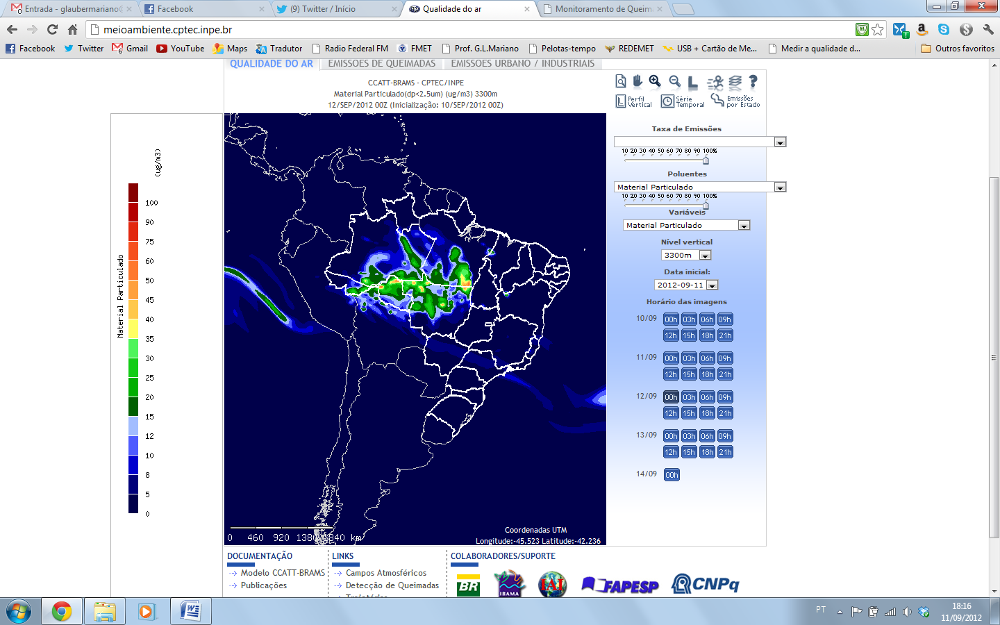 Entrada - glaubermariano@
Facebook
(9) Twitter / Início
Qualidade do ar
Monitoramento de Queim
meioambiente.cptec.inpe.br
Facebook
Twitter
Gmail
YouTube
Maps
Tradutor
Radio Federal FM
FMET
Prof. G.L.Mariano
Pelotas-tempo
REDEMET
USB + Cartão de Me...
Medir a qualidade d...
Outros favoritos
QUALIDADE DO AR
EMISSOES DE QUEIMADAS
EMISSOES URBANO / INDUSTRIAIS
CCATT-BRAMS - CPTEC/INPE
Material Particulado(dp<2.5um) (ug/m3) 3300m
12/SEP/2012 00Z (Inicialização: 10/SEP/2012 00Z)
Perfil
Vertical
Série
Temporal
Emissões
por Estado
(ug/m3)
Material Particulado
100
90
75
60
50
45
40
35
30
25
20
15
12
10
8
5
0
Taxa de Emissões
10 20 30 40 50 60 70 80 90 100%
Poluentes
Material Particulado
10 20 30 40 50 60 70 80 90 100%
Variáveis
Material Particulado
Nível vertical
3300m
Data inicial:
2012-09-11
Horário das imagens
10/09 00h 03h 06h 09h
12h 15h 18h 21h
11/09 00h 03h 06h 09h
12h 15h 18h 21h
12/09 00h 03h 06h 09h
12h 15h 18h 21h
13/09 00h 03h 06h 09h
12h 15h 18h 21h
14/09 00h
0 460 920 1380 1840 km
Coordenadas UTM
Longitude:-45.523 Latitude:-42.236
DOCUMENTAÇÃO
Modelo CCATT-BRAMS
Publicações
LINKS
Campos Atmosféricos
Detecção de Queimadas
COLABORADORES/SUPORTE
BR
IBAMA
IAI
FAPESP
CNPq
PT
18:16
11/09/2012